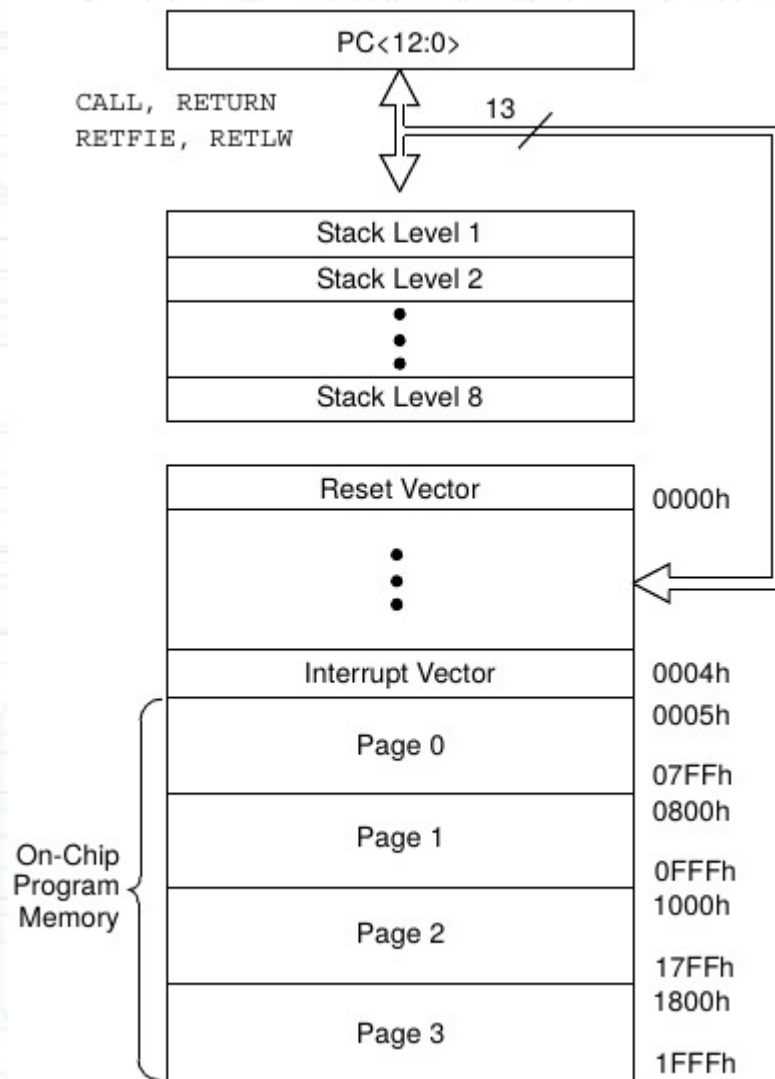 PC<12:0>
CALL, RETURN
RETFIE, RETLW
13
Stack Level 1
Stack Level 2
Stack Level 8
Reset Vector
0000h
Interrupt Vector
0004h
0005h
Page 0
07FFh
0800h
Page 1
0FFFh
On-Chip
Program
Memory
1000h
Page 2
17FFh
1800h
Page 3
1FFFh